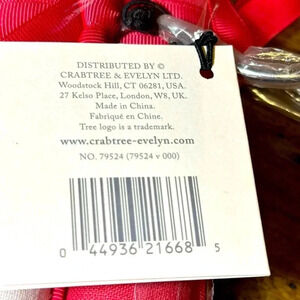 DISTRIBUTED BY ©
CRABTREE & EVELYN LTD.
Woodstock Hill, CT 06281, USA.
27 Kelso Place, London, W8, UK.
Made in China.
Fabriqué en Chine.
Tree logo is a trademark.
www.crabtree-evelyn.com
NO. 79524 (79524 v 000)
0 44936 21668 5